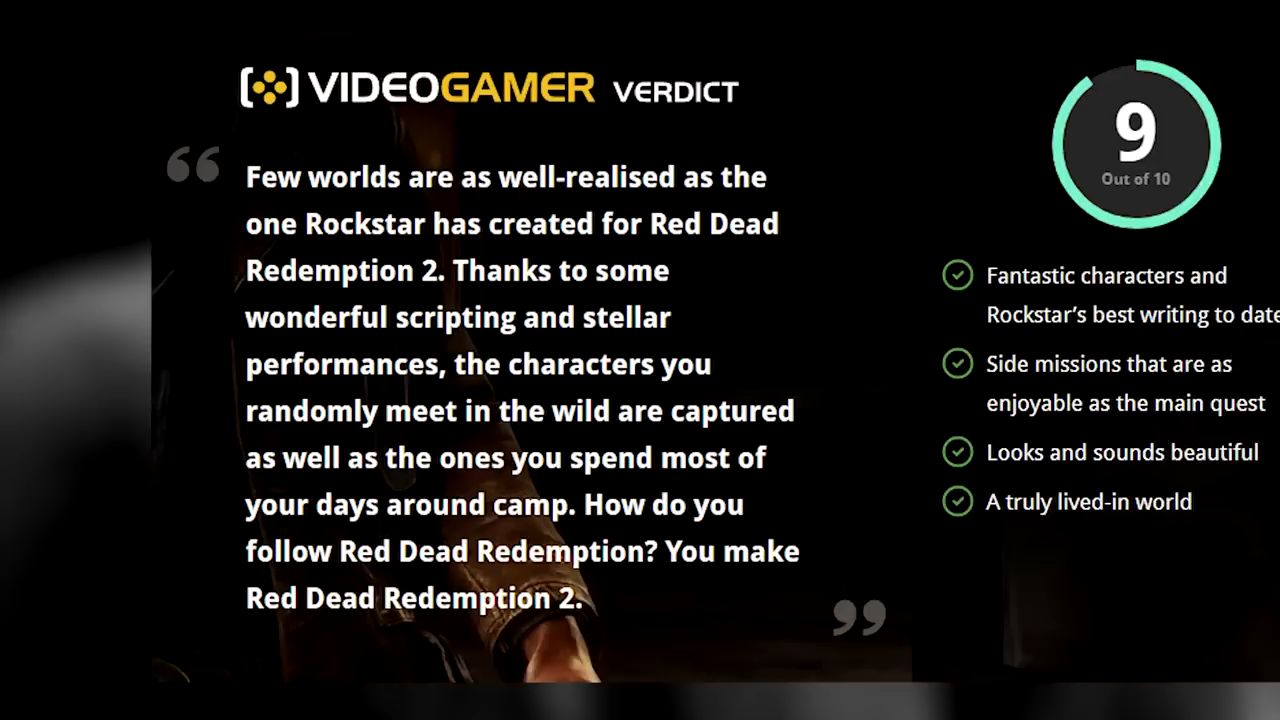 VIDEOGAMER VERDICT
Few worlds are as well-realised as the
one Rockstar has created for Red Dead
Redemption 2. Thanks to some
wonderful scripting and stellar
performances, the characters you
randomly meet in the wild are captured
as well as the ones you spend most of
your days around camp. How do you
follow Red Dead Redemption? You make
Red Dead Redemption 2.
9
Out of 10
Fantastic characters and
Rockstar’s best writing to date
Side missions that are as
enjoyable as the main quest
Looks and sounds beautiful
A truly lived-in world